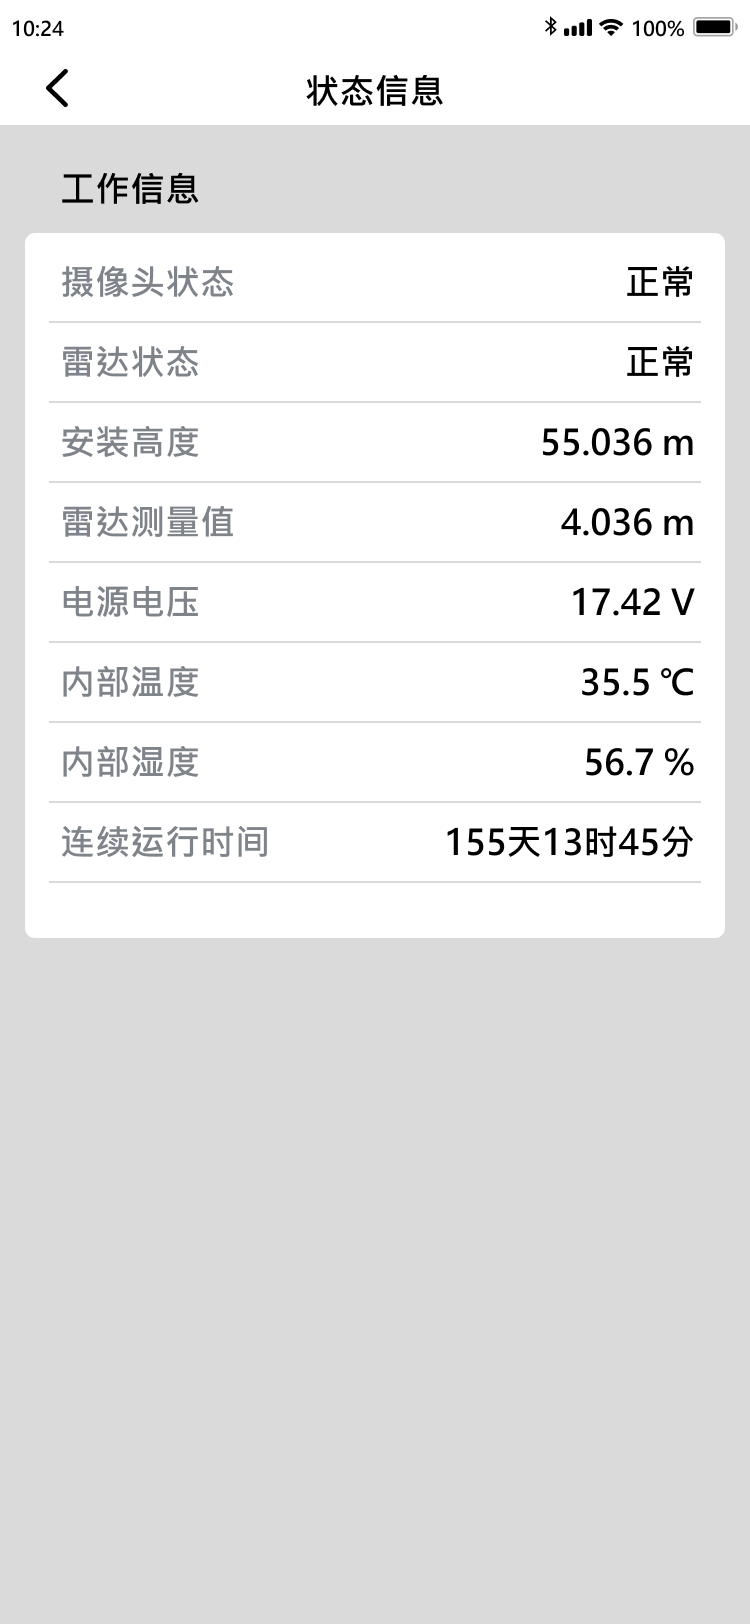 10:24 100%
状态信息
工作信息
摄像头状态 正常
雷达状态 正常
安装高度 55.036 m
雷达测量值 4.036 m
电源电压 17.42 V
内部温度 35.5 ℃
内部湿度 56.7 %
连续运行时间 155天13时45分